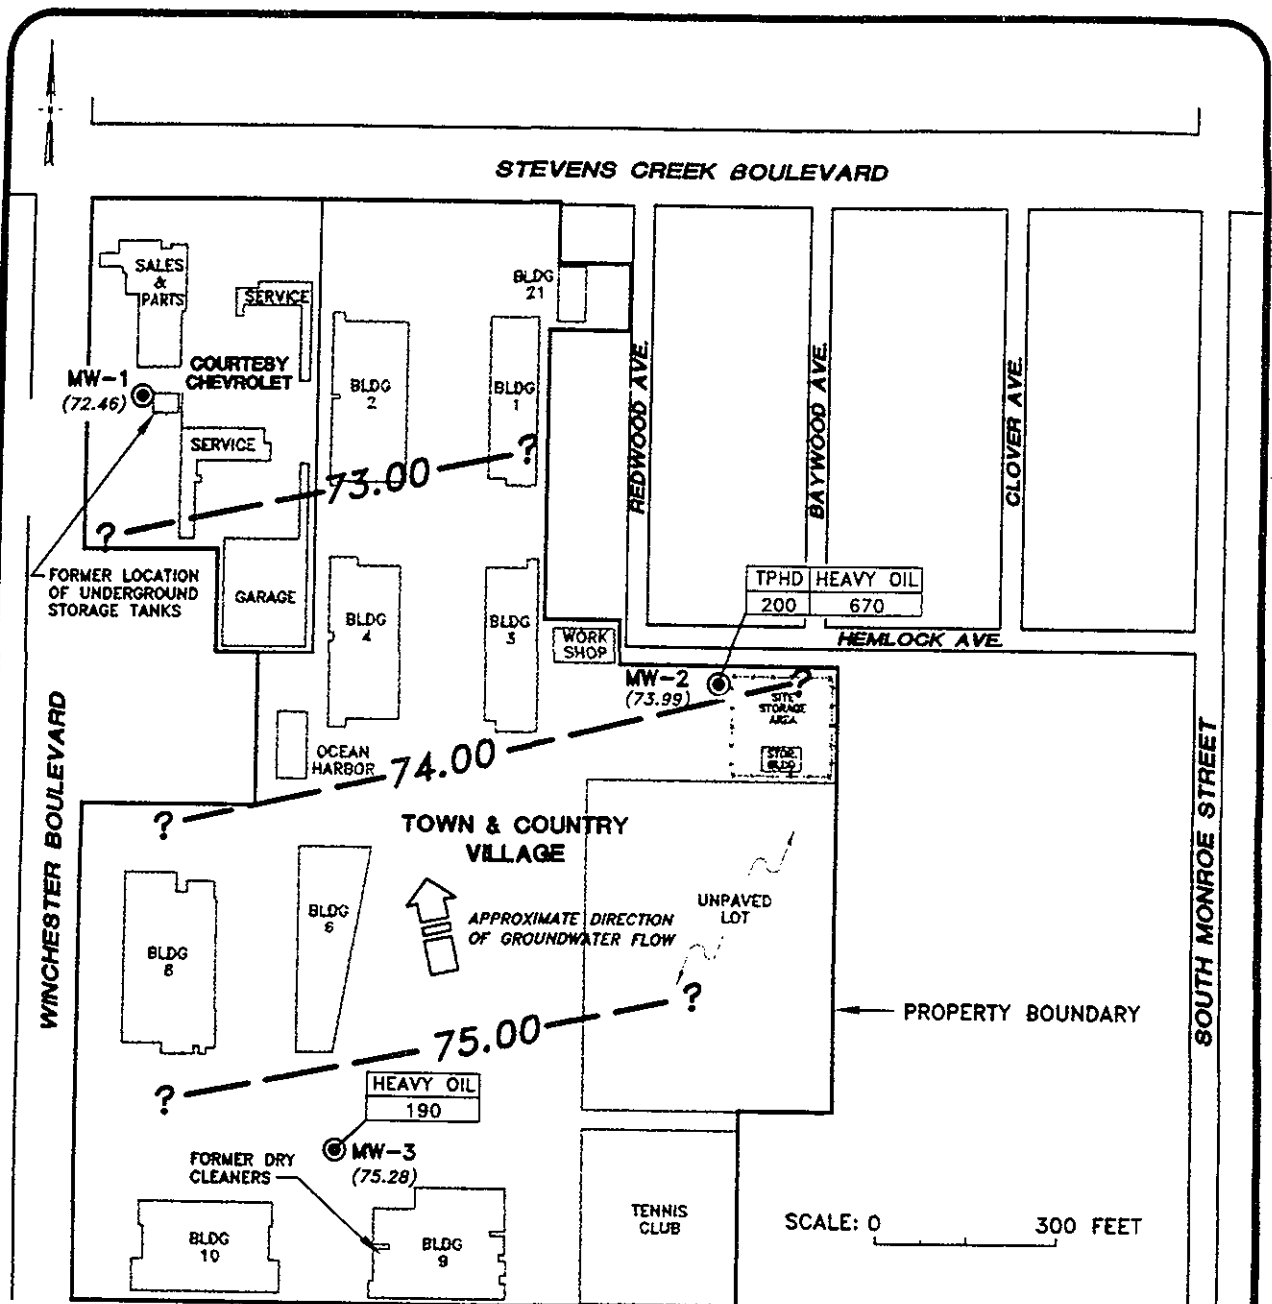 STEVENS CREEK BOULEVARD
SALES
&
PARTS
SERVICE
BLDG
21
MW-1
(72.46)
COURTEBY
CHEVROLET
BLDG
2
BLDG
1
REDWOOD AVE.
BAYWOOD AVE.
CLOVER AVE.
SERVICE
73.00
?
?
FORMER LOCATION
OF UNDERGROUND
STORAGE TANKS
GARAGE
BLDG
4
BLDG
3
WORK
SHOP
TPHD HEAVY OIL
200 670
HEMLOCK AVE.
MW-2
(73.99)
?
SITE
STORAGE
AREA
STOR.
BLDG
OCEAN
HARBOR
74.00
?
WINCHESTER BOULEVARD
SOUTH MONROE STREET
TOWN & COUNTRY
VILLAGE
UNPAVED
LOT
BLDG
6
APPROXIMATE DIRECTION
OF GROUNDWATER FLOW
BLDG
8
?
PROPERTY BOUNDARY
75.00
?
HEAVY OIL
190
MW-3
(75.28)
FORMER DRY
CLEANERS
BLDG
10
BLDG
9
TENNIS
CLUB
SCALE: 0 300 FEET